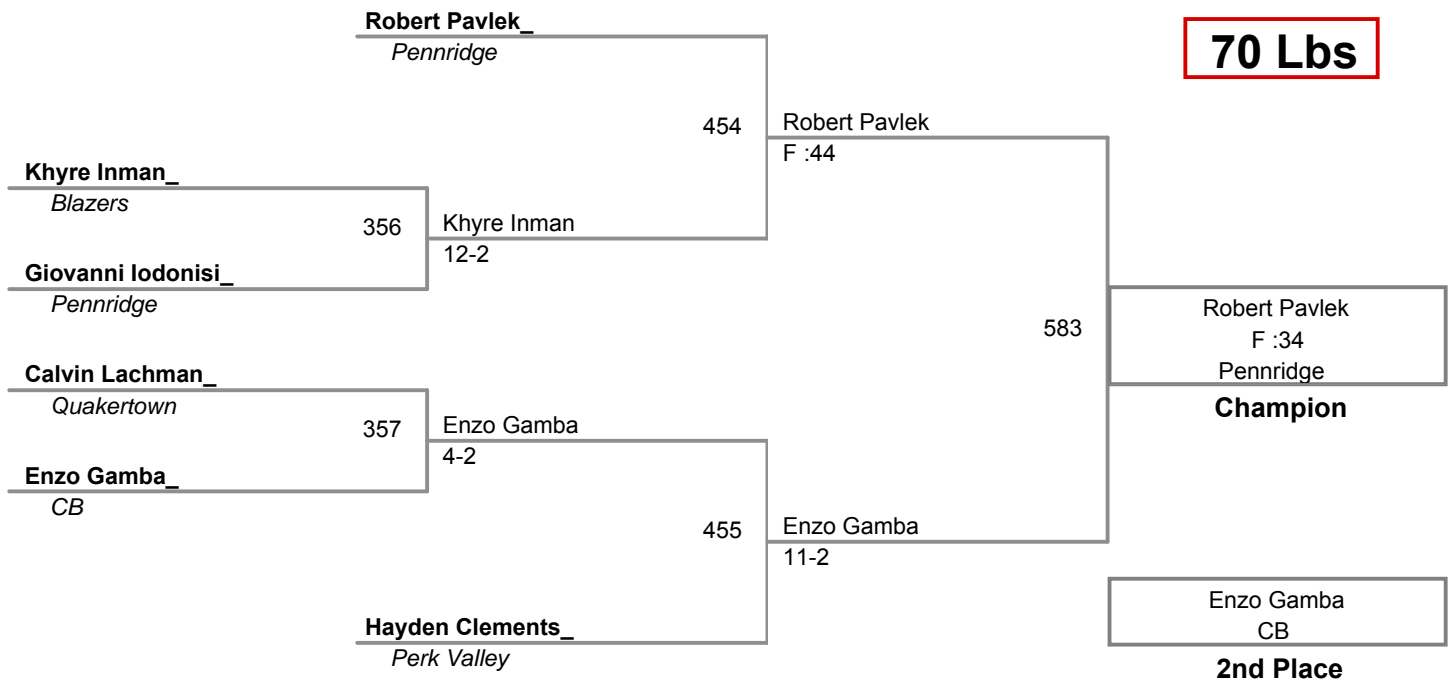 Robert Pavlek_
Pennridge
70 Lbs
454
Robert Pavlek
F :44
Khyre Inman_
Blazers
356
Khyre Inman
12-2
Giovanni Iodonisi_
Pennridge
583
Robert Pavlek
F :34
Pennridge
Champion
Calvin Lachman_
Quakertown
357
Enzo Gamba
4-2
Enzo Gamba_
CB
455
Enzo Gamba
11-2
Hayden Clements_
Perk Valley
Enzo Gamba
CB
2nd Place